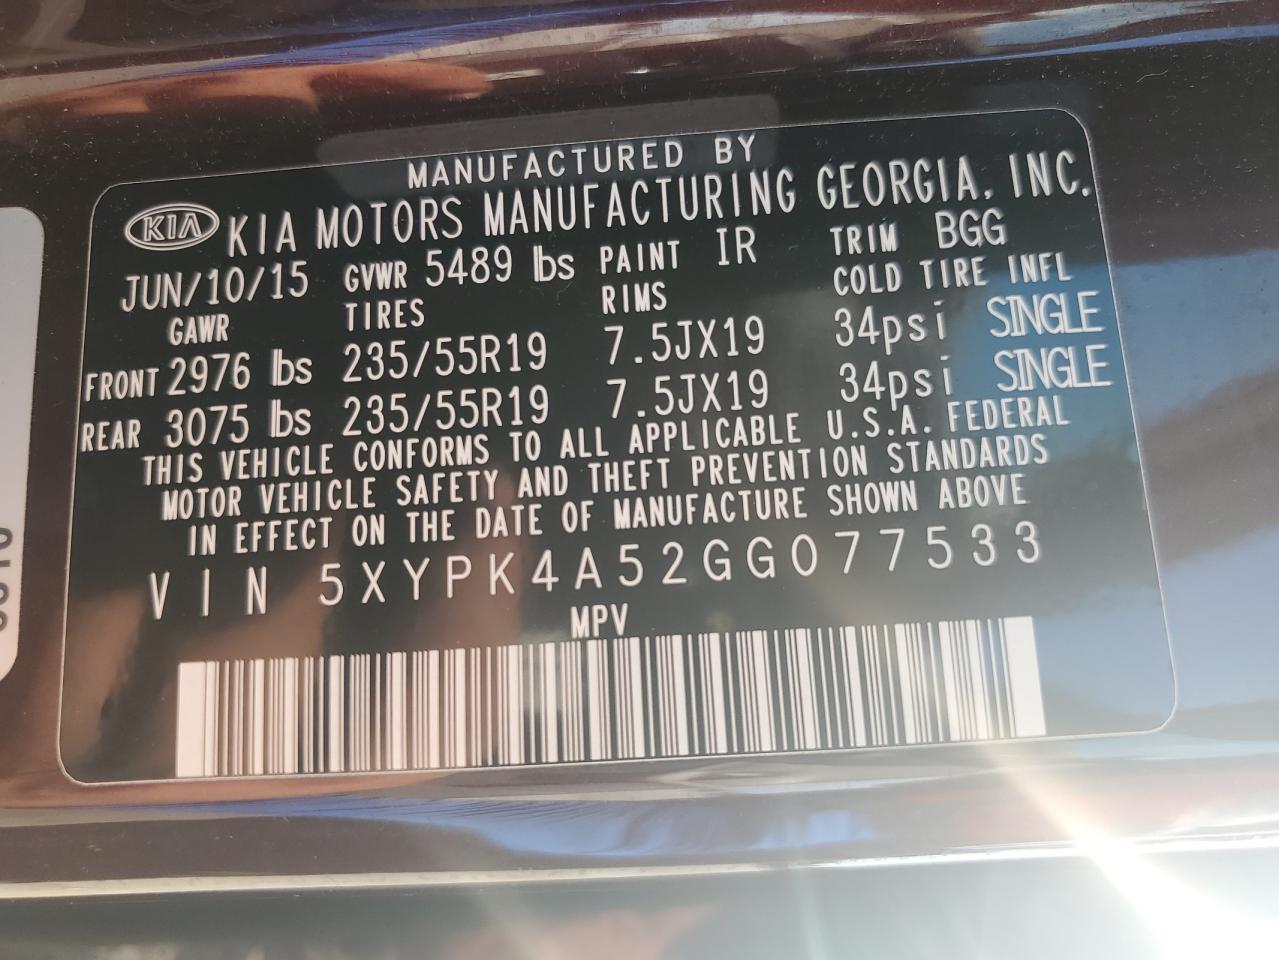 MANUFACTURED BY
KIA KIA MOTORS MANUFACTURING GEORGIA, INC.
JUN/10/15 GVWR 5489 lbs PAINT IR TRIM BGG
GAWR TIRES RIMS COLD TIRE INFL
FRONT 2976 lbs 235/55R19 7.5JX19 34psi SINGLE
REAR 3075 lbs 235/55R19 7.5JX19 34psi SINGLE
THIS VEHICLE CONFORMS TO ALL APPLICABLE U.S.A. FEDERAL
MOTOR VEHICLE SAFETY AND THEFT PREVENTION STANDARDS
IN EFFECT ON THE DATE OF MANUFACTURE SHOWN ABOVE
VIN 5XYPK4A52GG077533
MPV